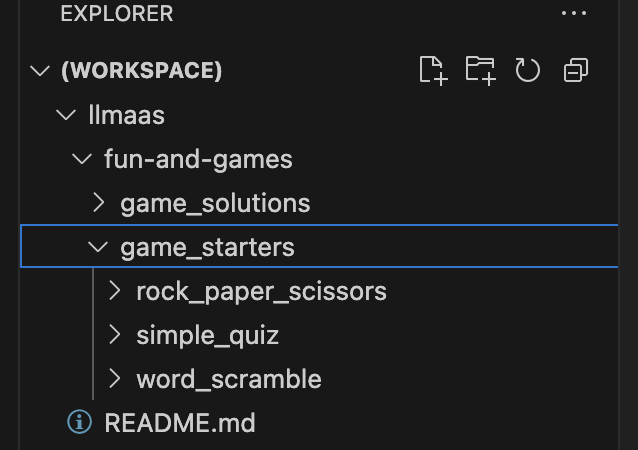 EXPLORER
(WORKSPACE)
llmaas
fun-and-games
game_solutions
game_starters
rock_paper_scissors
simple_quiz
word_scramble
README.md